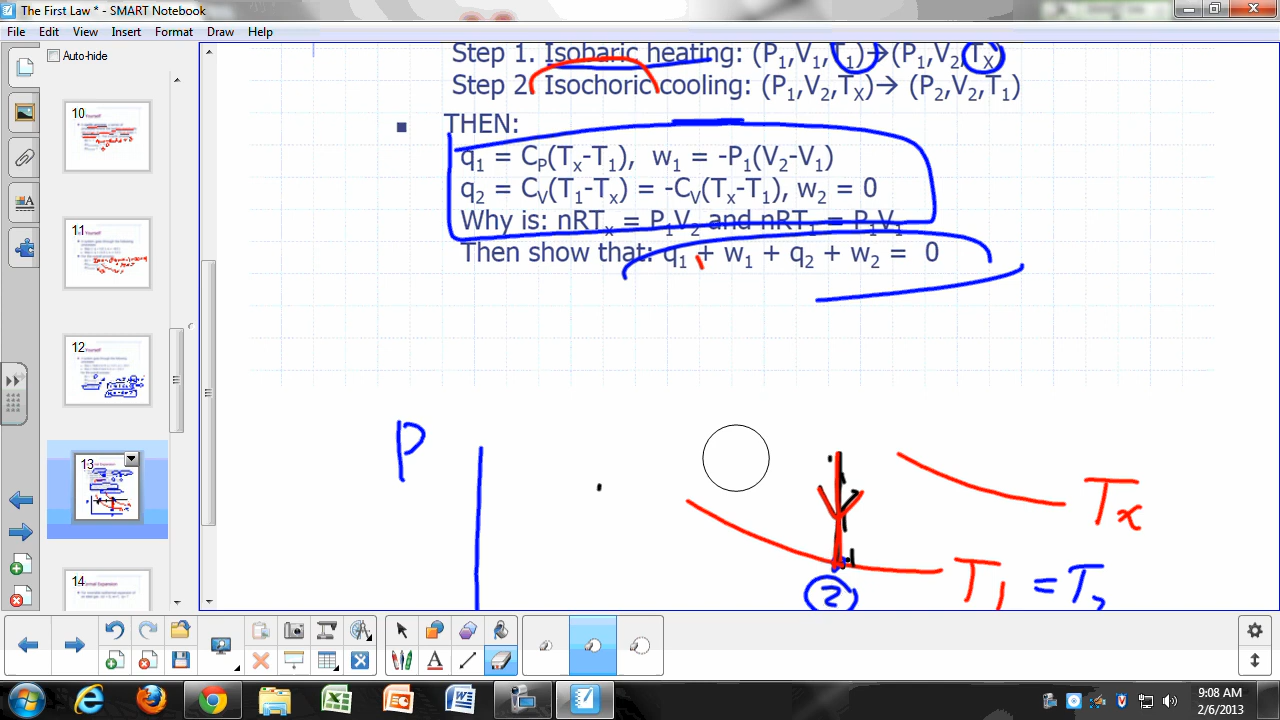 The First Law * - SMART Notebook
File Edit View Insert Format Draw Help
Auto-hide
10
11
12
13
14
Step 1. Isobaric heating: (P₁,V₁,T₁)→(P₁,V₂,Tₓ)
Step 2. Isochoric cooling: (P₁,V₂,Tₓ)→ (P₂,V₂,T₁)
■ THEN:
q₁ = Cₚ(Tₓ-T₁), w₁ = -P₁(V₂-V₁)
q₂ = Cᵥ(T₁-Tₓ) = -Cᵥ(Tₓ-T₁), w₂ = 0
Why is: nRTₓ = P₁V₂ and nRT₁ = P₁V₁
Then show that: q₁ + w₁ + q₂ + w₂ = 0
P
Tₓ
T₁ = T₂
2
9:08 AM
2/6/2013